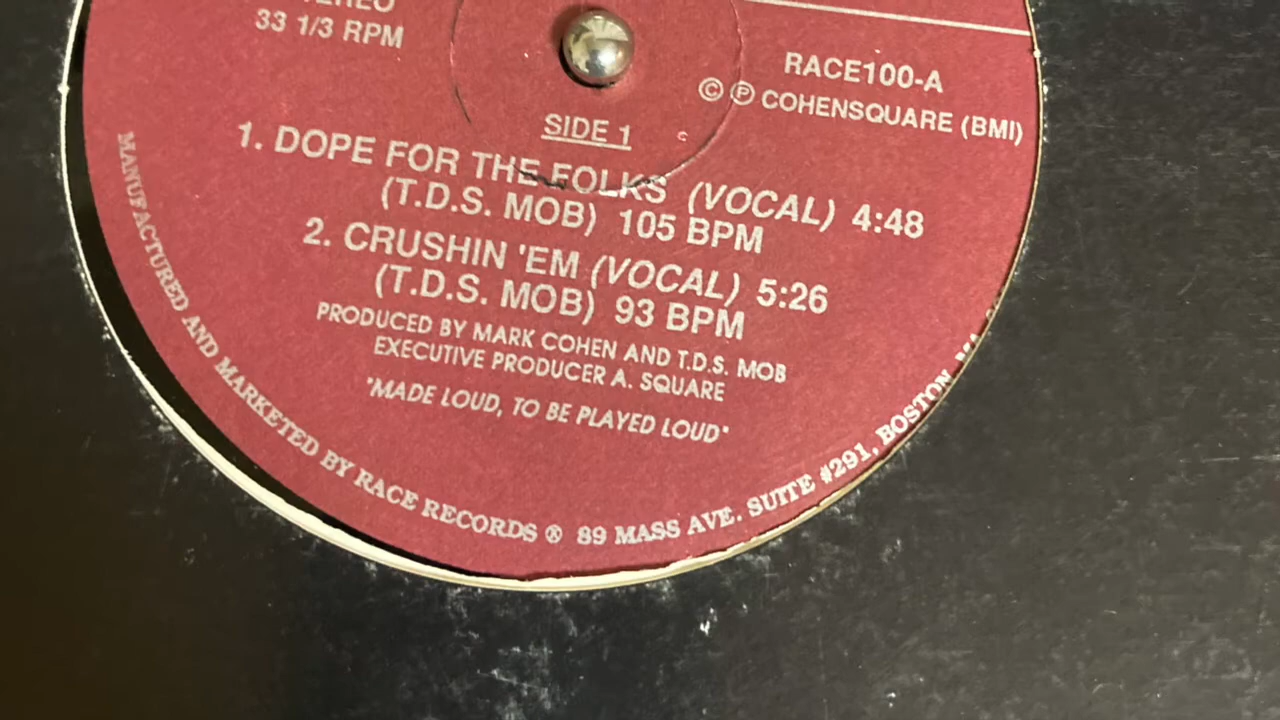 33 1/3 RPM
RACE100-A
© ℗ COHENSQUARE (BMI)
SIDE 1
1. DOPE FOR THE FOLKS (VOCAL) 4:48
(T.D.S. MOB) 105 BPM
2. CRUSHIN 'EM (VOCAL) 5:26
(T.D.S. MOB) 93 BPM
PRODUCED BY MARK COHEN AND T.D.S. MOB
EXECUTIVE PRODUCER A. SQUARE
"MADE LOUD, TO BE PLAYED LOUD"
MANUFACTURED AND MARKETED BY RACE RECORDS ® 89 MASS AVE. SUITE #291, BOSTON,